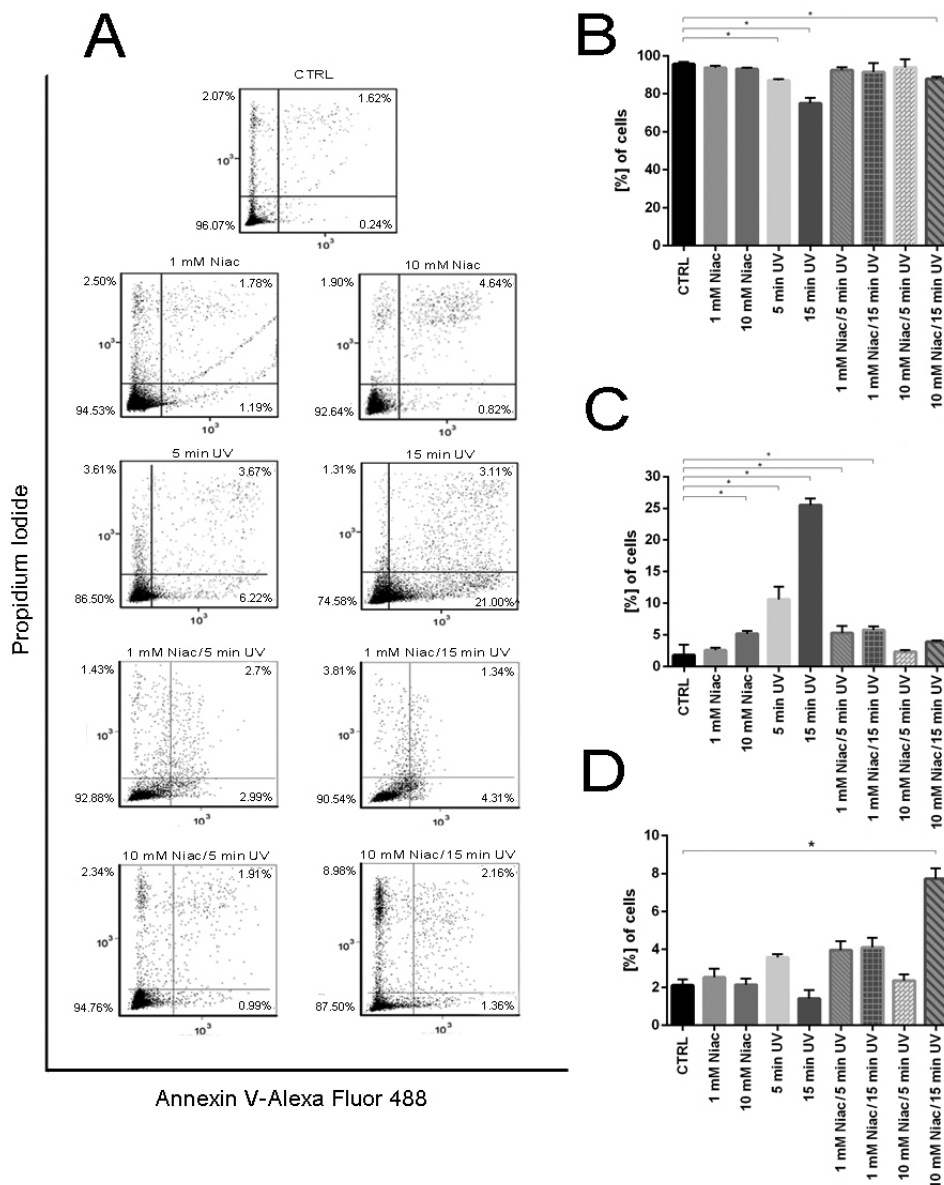 A
CTRL
2.07% 1.62%
10³
96.07% 0.24%
10³
1 mM Niac
2.50% 1.78%
10³
94.53% 1.19%
10³
10 mM Niac
1.90% 4.64%
10³
92.64% 0.82%
10³
5 min UV
3.61% 3.67%
10³
86.50% 6.22%
10³
15 min UV
1.31% 3.11%
10³
74.58% 21.00%
10³
1 mM Niac/5 min UV
1.43% 2.7%
10³
92.88% 2.99%
10³
1 mM Niac/15 min UV
3.81% 1.34%
10³
90.54% 4.31%
10³
10 mM Niac/5 min UV
2.34% 1.91%
10³
94.76% 0.99%
10³
10 mM Niac/15 min UV
8.98% 2.16%
10³
87.50% 1.36%
10³
Propidium Iodide
Annexin V-Alexa Fluor 488
B
*
*
*
[%] of cells
100
80
60
40
20
0
CTRL
1 mM Niac
10 mM Niac
5 min UV
15 min UV
1 mM Niac/5 min UV
1 mM Niac/15 min UV
10 mM Niac/5 min UV
10 mM Niac/15 min UV
C
*
*
*
*
*
[%] of cells
30
25
20
15
10
5
0
CTRL
1 mM Niac
10 mM Niac
5 min UV
15 min UV
1 mM Niac/5 min UV
1 mM Niac/15 min UV
10 mM Niac/5 min UV
10 mM Niac/15 min UV
D
*
[%] of cells
8
6
4
2
0
CTRL
1 mM Niac
10 mM Niac
5 min UV
15 min UV
1 mM Niac/5 min UV
1 mM Niac/15 min UV
10 mM Niac/5 min UV
10 mM Niac/15 min UV